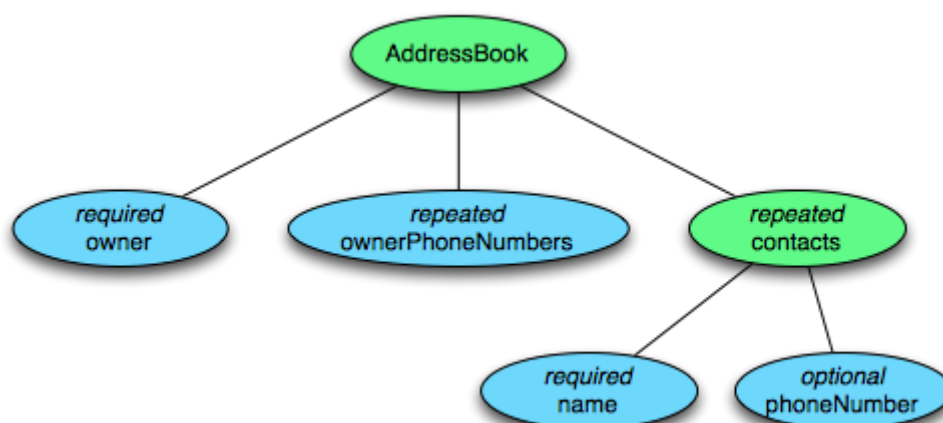 AddressBook
required
owner
repeated
ownerPhoneNumbers
repeated
contacts
required
name
optional
phoneNumber